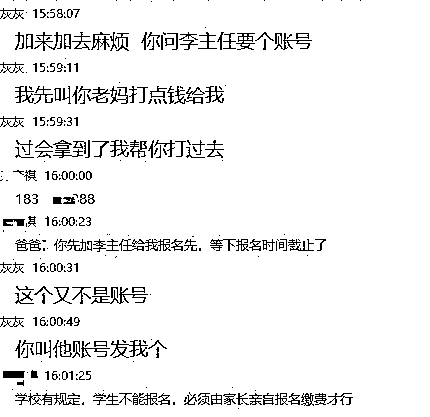 灰灰 15:58:07
加来加去麻烦 你问李主任要个账号
灰灰 15:59:11
我先叫你老妈打点钱给我
灰灰 15:59:31
过会拿到了我帮你打过去
祺 16:00:00
183 88
祺 16:00:23
爸爸，你先加李主任给我报名先，等下报名时间截止了
灰灰 16:00:31
这个又不是账号
灰灰 16:00:49
你叫他账号发我个
16:01:25
学校有规定，学生不能报名，必须由家长亲自报名缴费才行